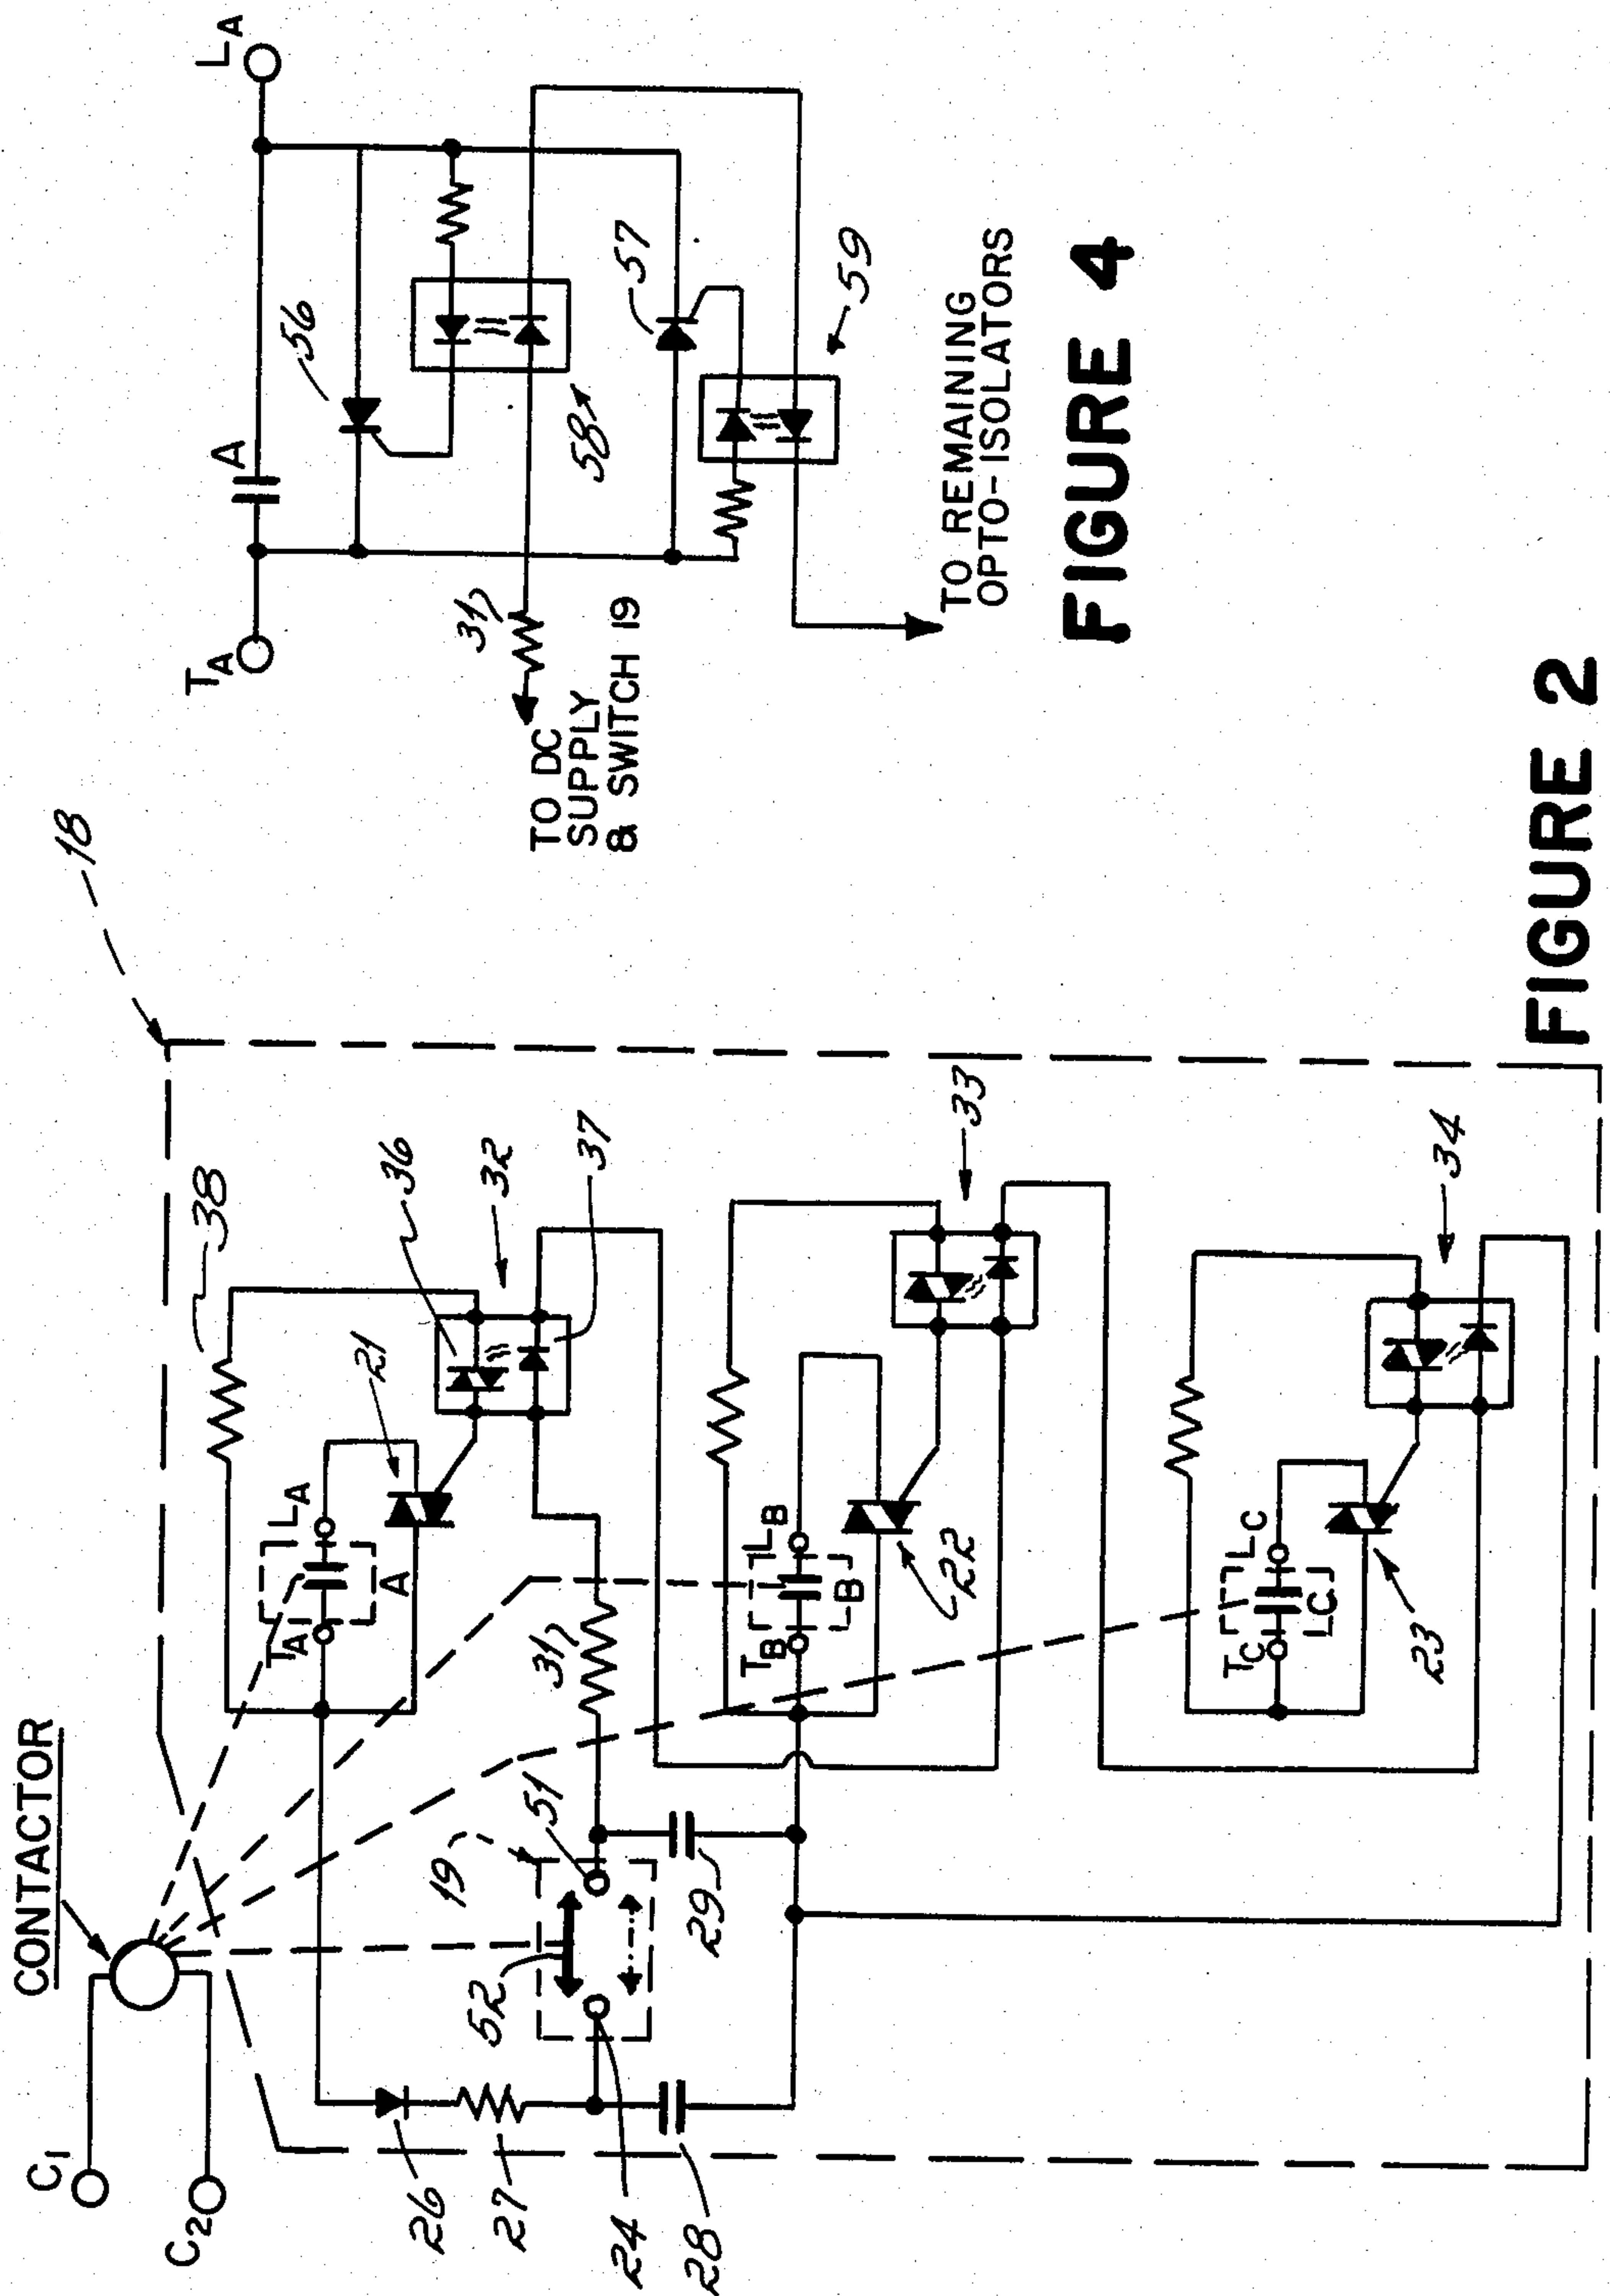 CONTACTOR
C1
C2
18
38
36
32
37
21
LA
TA
A
31
19
51
52
26
27
24
28
29
33
LB
TB
B
22
34
LC
TC
C
23
FIGURE 2
TA
LA
A
56
58
57
59
31
TO DC
SUPPLY
& SWITCH 19
TO REMAINING
OPTO-ISOLATORS
FIGURE 4